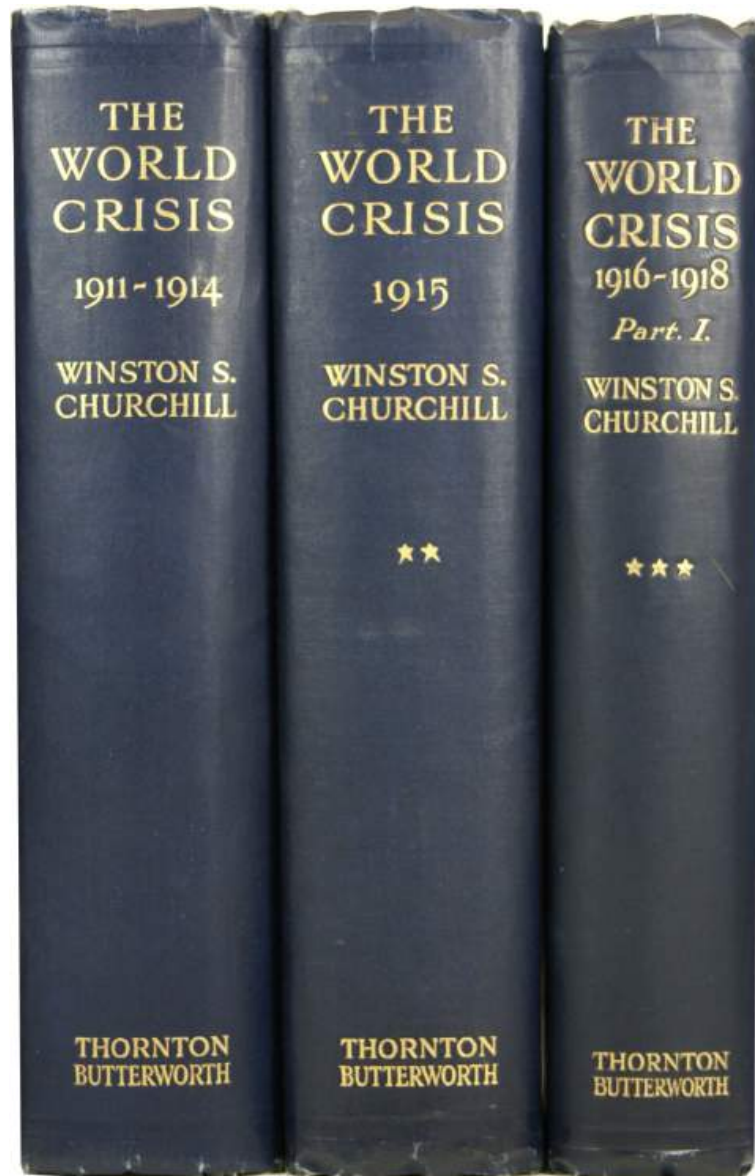 THE
WORLD
CRISIS
1911-1914
WINSTON S.
CHURCHILL
THORNTON
BUTTERWORTH
THE
WORLD
CRISIS
1915
WINSTON S.
CHURCHILL
THORNTON
BUTTERWORTH
THE
WORLD
CRISIS
1916-1918
Part. I.
WINSTON S.
CHURCHILL
THORNTON
BUTTERWORTH